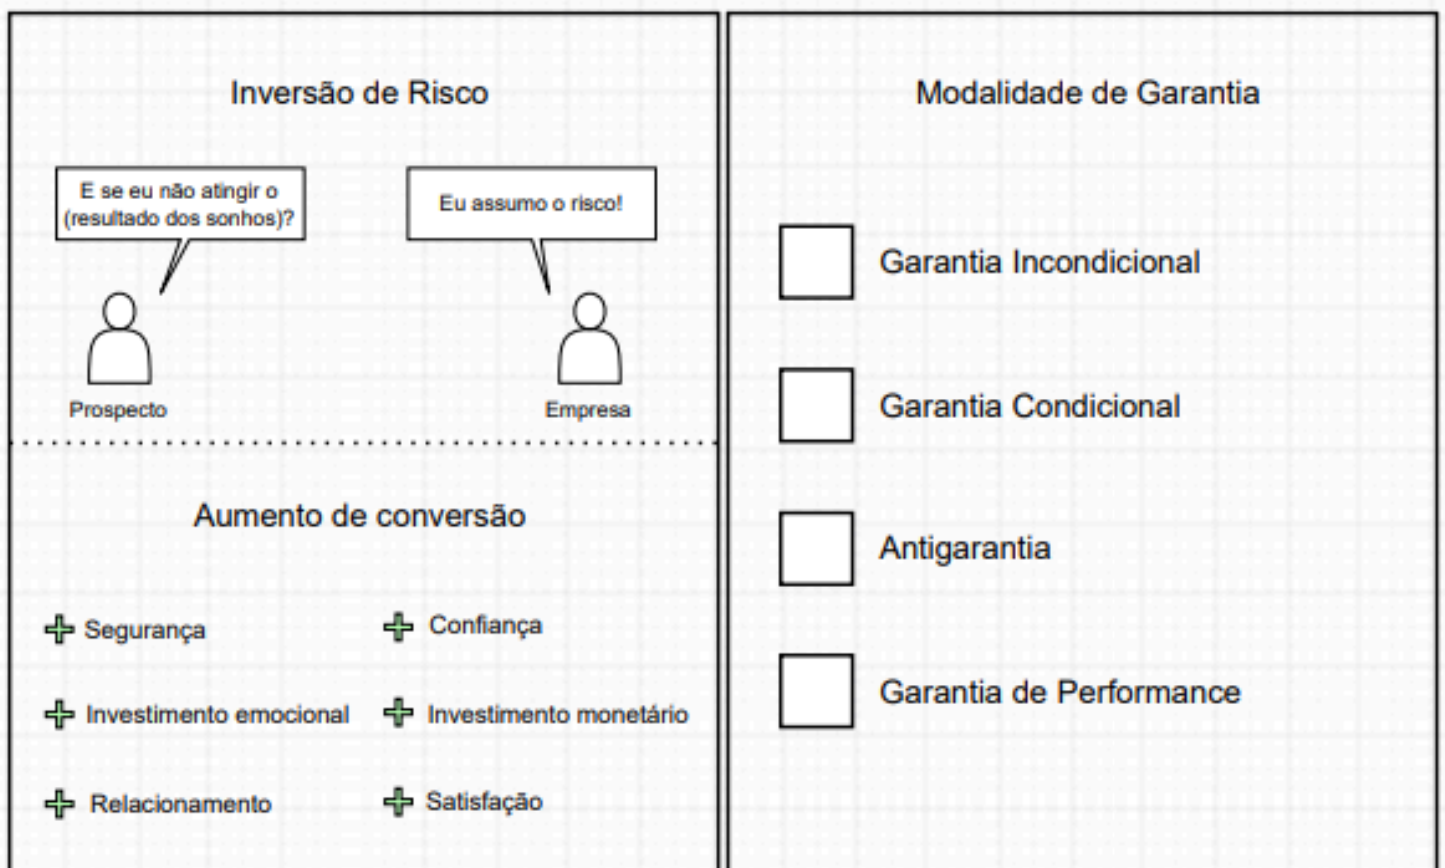 Inversão de Risco
E se eu não atingir o
(resultado dos sonhos)?
Eu assumo o risco!
Prospecto
Empresa
Aumento de conversão
Segurança
Confiança
Investimento emocional
Investimento monetário
Relacionamento
Satisfação
Modalidade de Garantia
Garantia Incondicional
Garantia Condicional
Antigarantia
Garantia de Performance